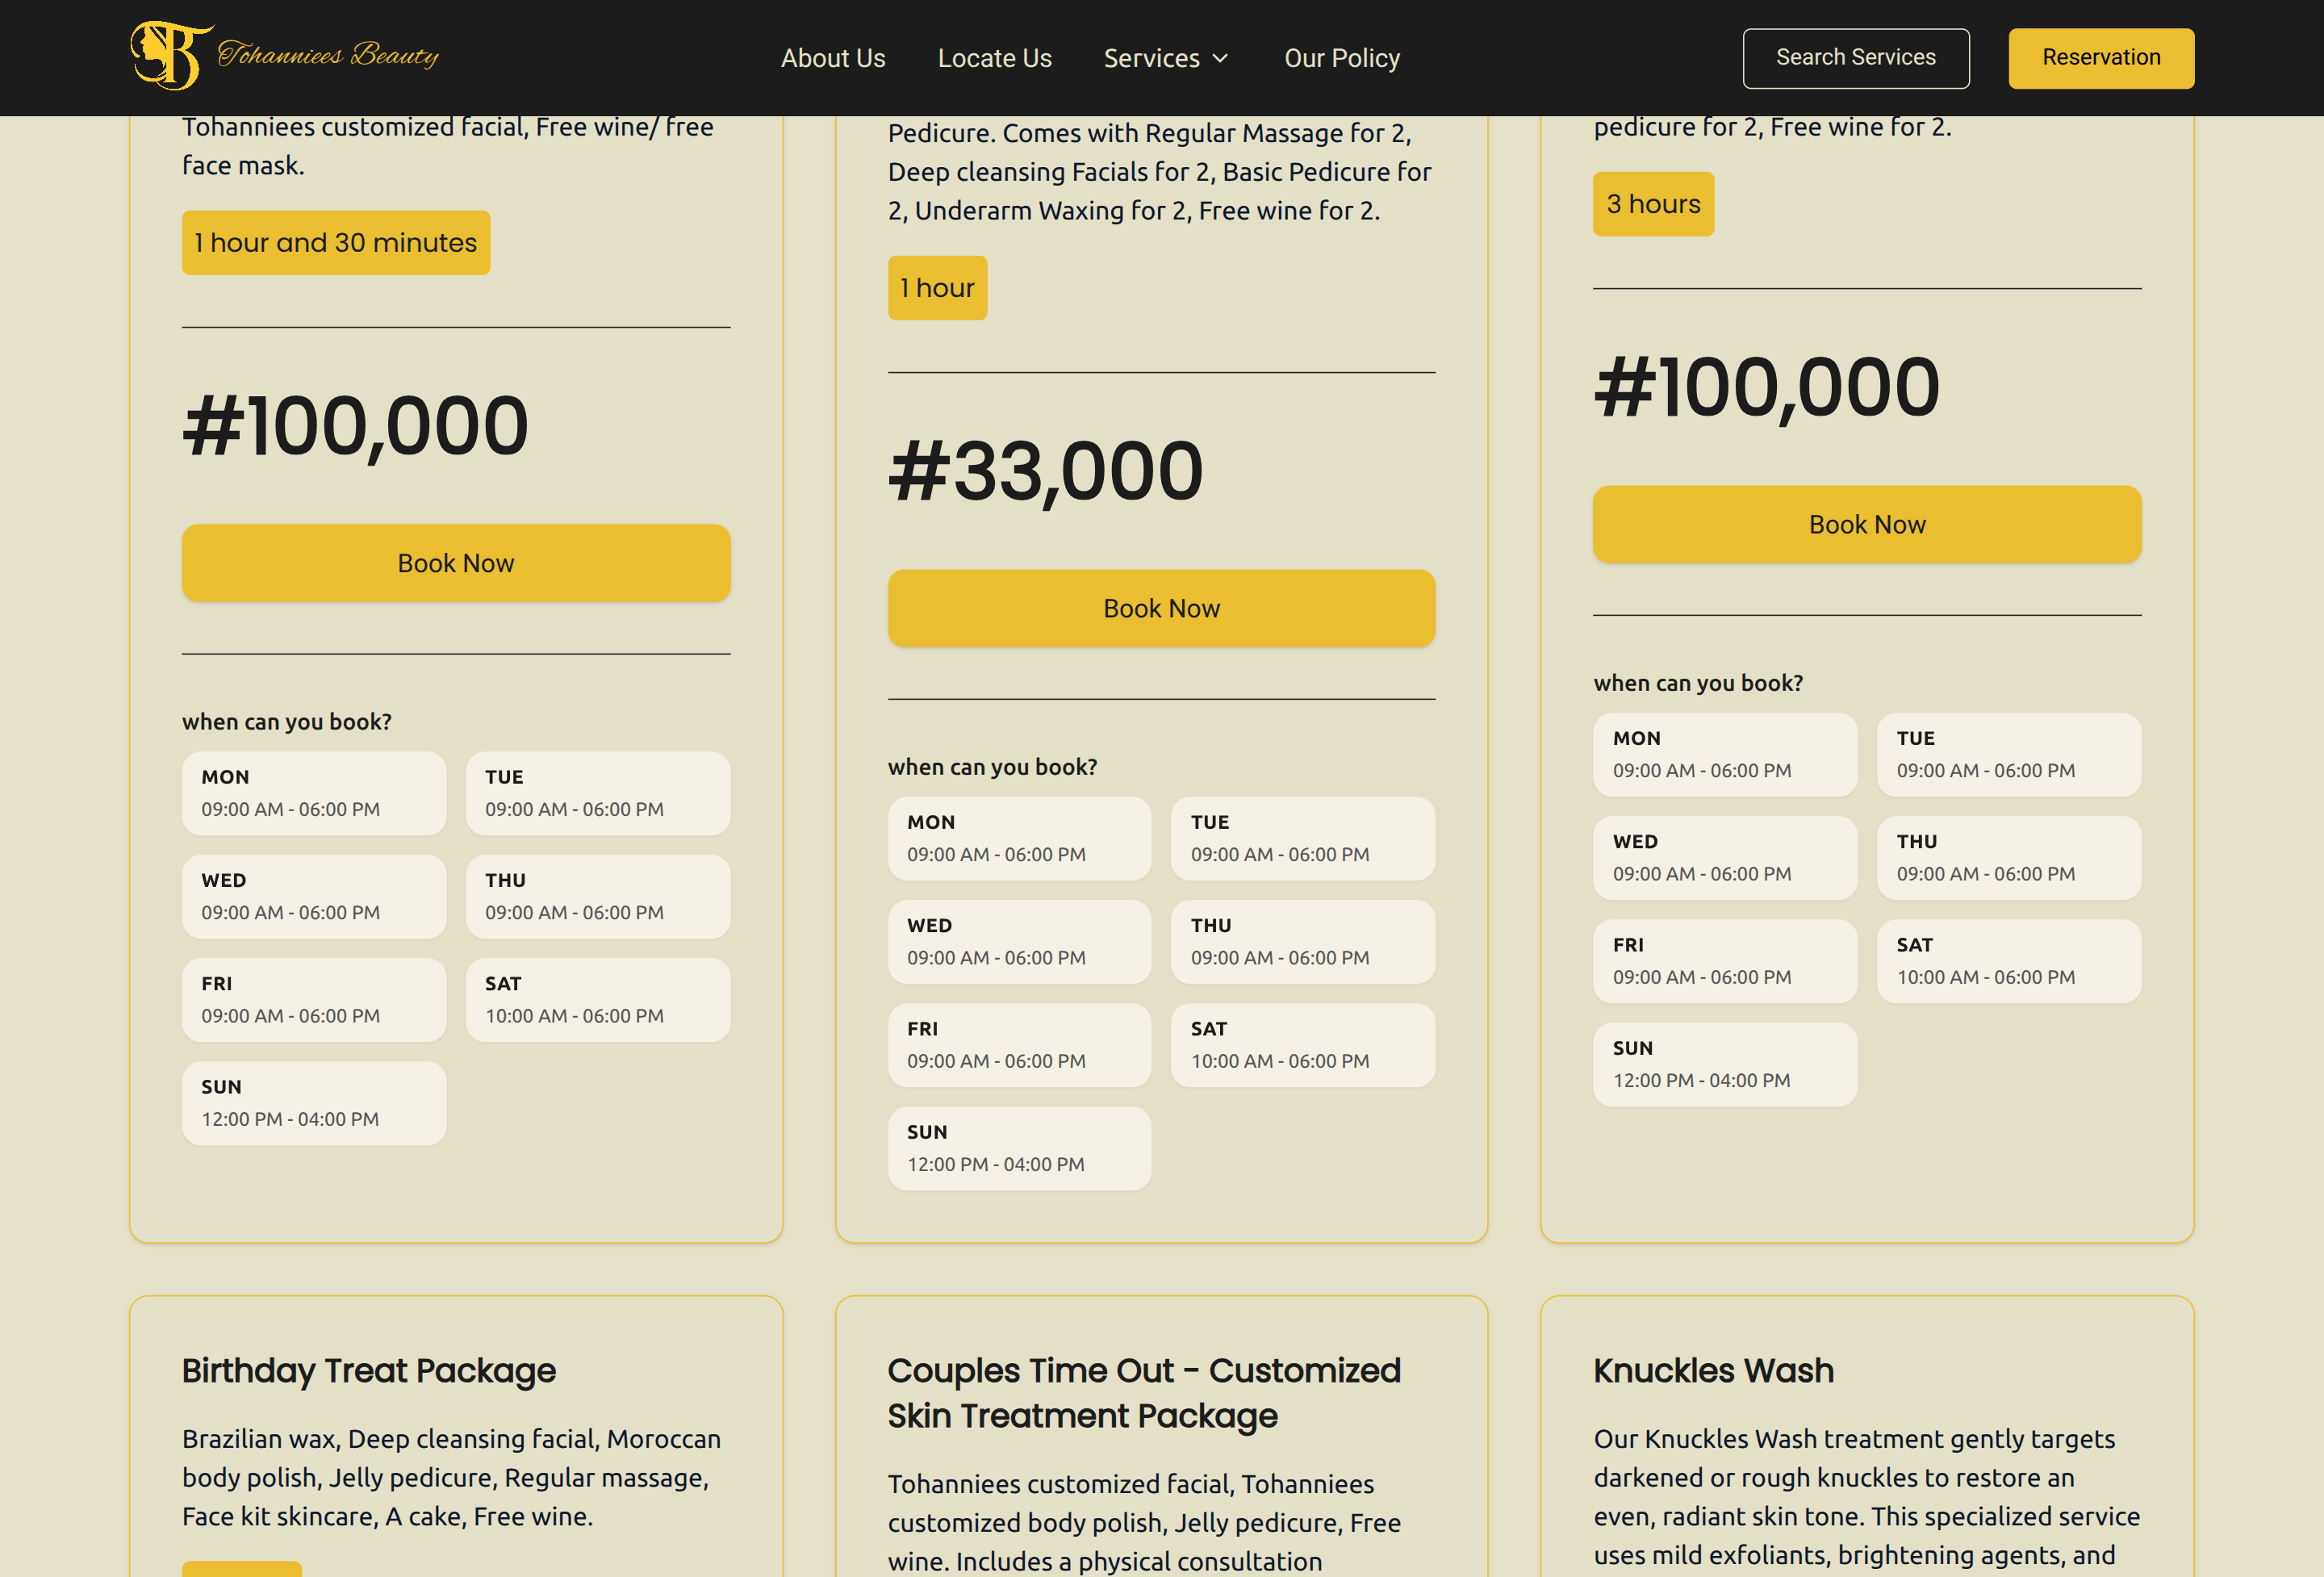 Tohanniees Beauty
About Us
Locate Us
Services
Our Policy
Search Services
Reservation
Tohanniees customized facial, Free wine/ free
face mask.
1 hour and 30 minutes
#100,000
Book Now
when can you book?
MON
09:00 AM - 06:00 PM
TUE
09:00 AM - 06:00 PM
WED
09:00 AM - 06:00 PM
THU
09:00 AM - 06:00 PM
FRI
09:00 AM - 06:00 PM
SAT
10:00 AM - 06:00 PM
SUN
12:00 PM - 04:00 PM
Pedicure. Comes with Regular Massage for 2,
Deep cleansing Facials for 2, Basic Pedicure for
2, Underarm Waxing for 2, Free wine for 2.
1 hour
#33,000
Book Now
when can you book?
MON
09:00 AM - 06:00 PM
TUE
09:00 AM - 06:00 PM
WED
09:00 AM - 06:00 PM
THU
09:00 AM - 06:00 PM
FRI
09:00 AM - 06:00 PM
SAT
10:00 AM - 06:00 PM
SUN
12:00 PM - 04:00 PM
pedicure for 2, Free wine for 2.
3 hours
#100,000
Book Now
when can you book?
MON
09:00 AM - 06:00 PM
TUE
09:00 AM - 06:00 PM
WED
09:00 AM - 06:00 PM
THU
09:00 AM - 06:00 PM
FRI
09:00 AM - 06:00 PM
SAT
10:00 AM - 06:00 PM
SUN
12:00 PM - 04:00 PM
Birthday Treat Package
Brazilian wax, Deep cleansing facial, Moroccan
body polish, Jelly pedicure, Regular massage,
Face kit skincare, A cake, Free wine.
Couples Time Out - Customized
Skin Treatment Package
Tohanniees customized facial, Tohanniees
customized body polish, Jelly pedicure, Free
wine. Includes a physical consultation
Knuckles Wash
Our Knuckles Wash treatment gently targets
darkened or rough knuckles to restore an
even, radiant skin tone. This specialized service
uses mild exfoliants, brightening agents, and